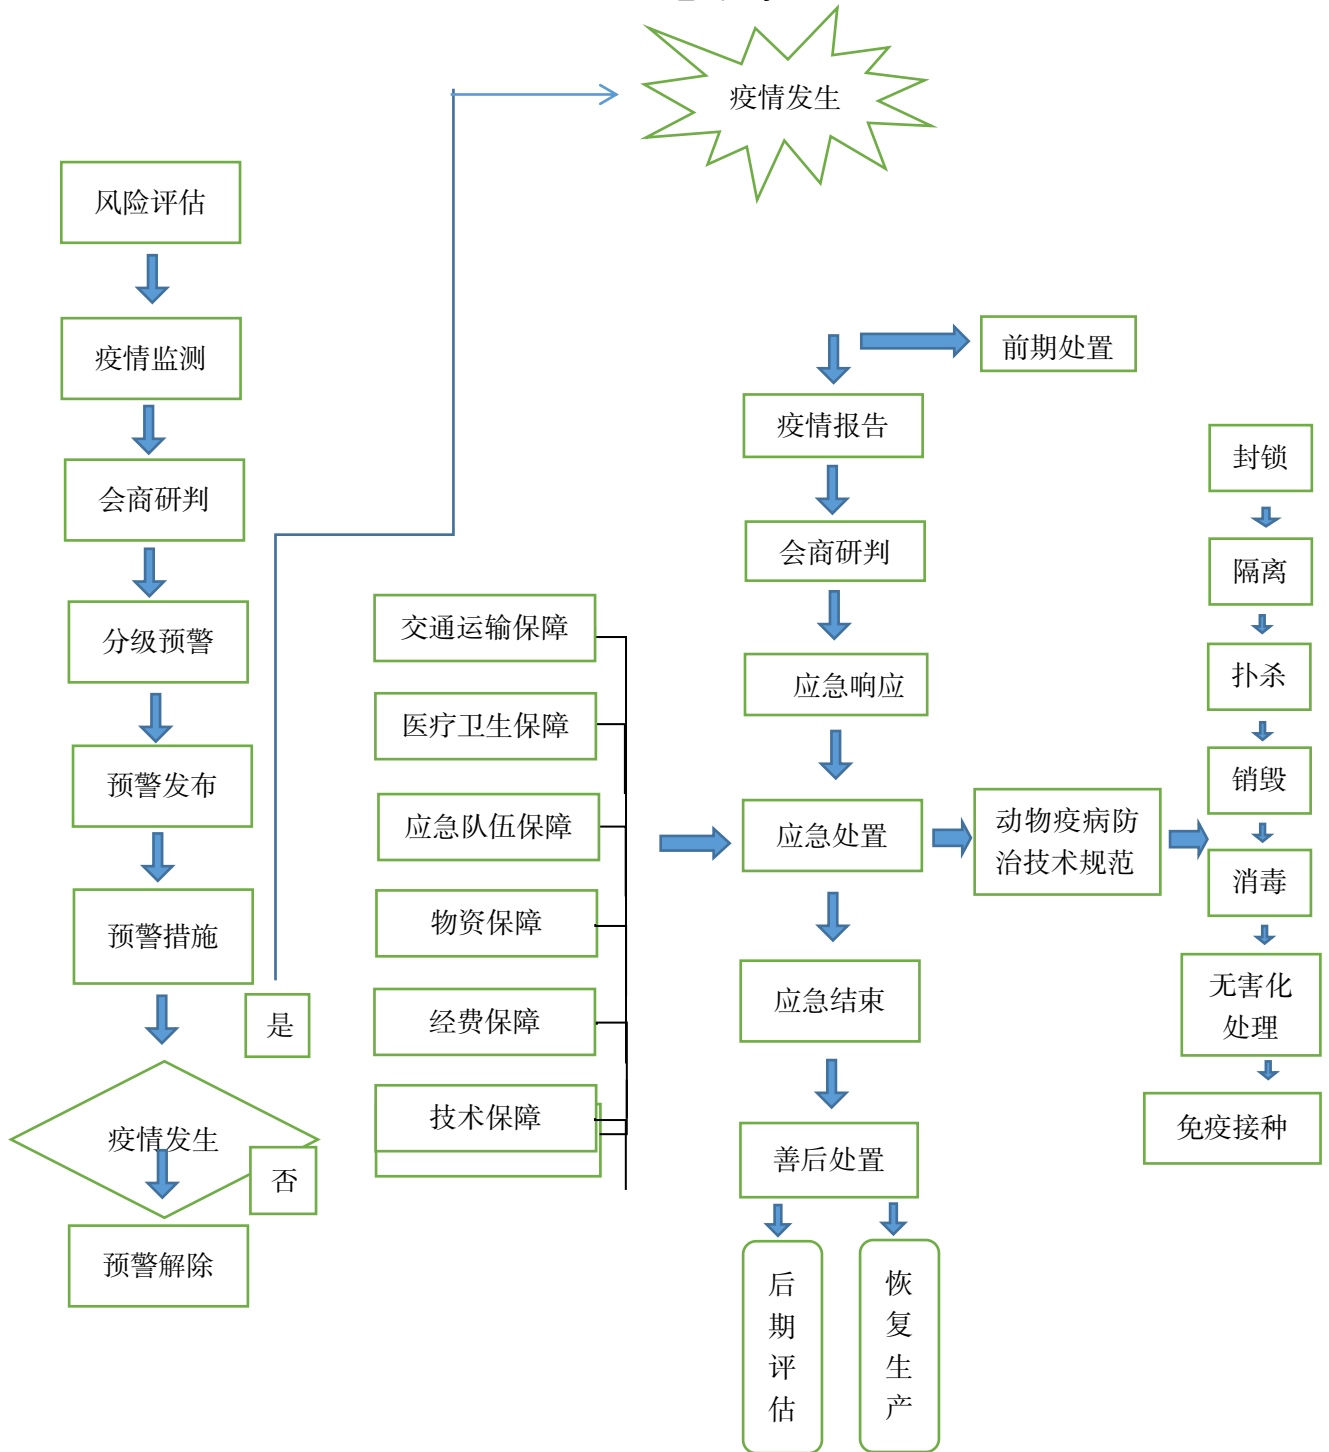 疫情发生
风险评估
疫情监测
会商研判
分级预警
预警发布
预警措施
是
疫情发生
否
预警解除
交通运输保障
医疗卫生保障
应急队伍保障
物资保障
经费保障
技术保障
前期处置
疫情报告
会商研判
应急响应
应急处置
应急结束
善后处置
后
期
评
估
恢
复
生
产
动物疫病防
治技术规范
封锁
隔离
扑杀
销毁
消毒
无害化
处理
免疫接种